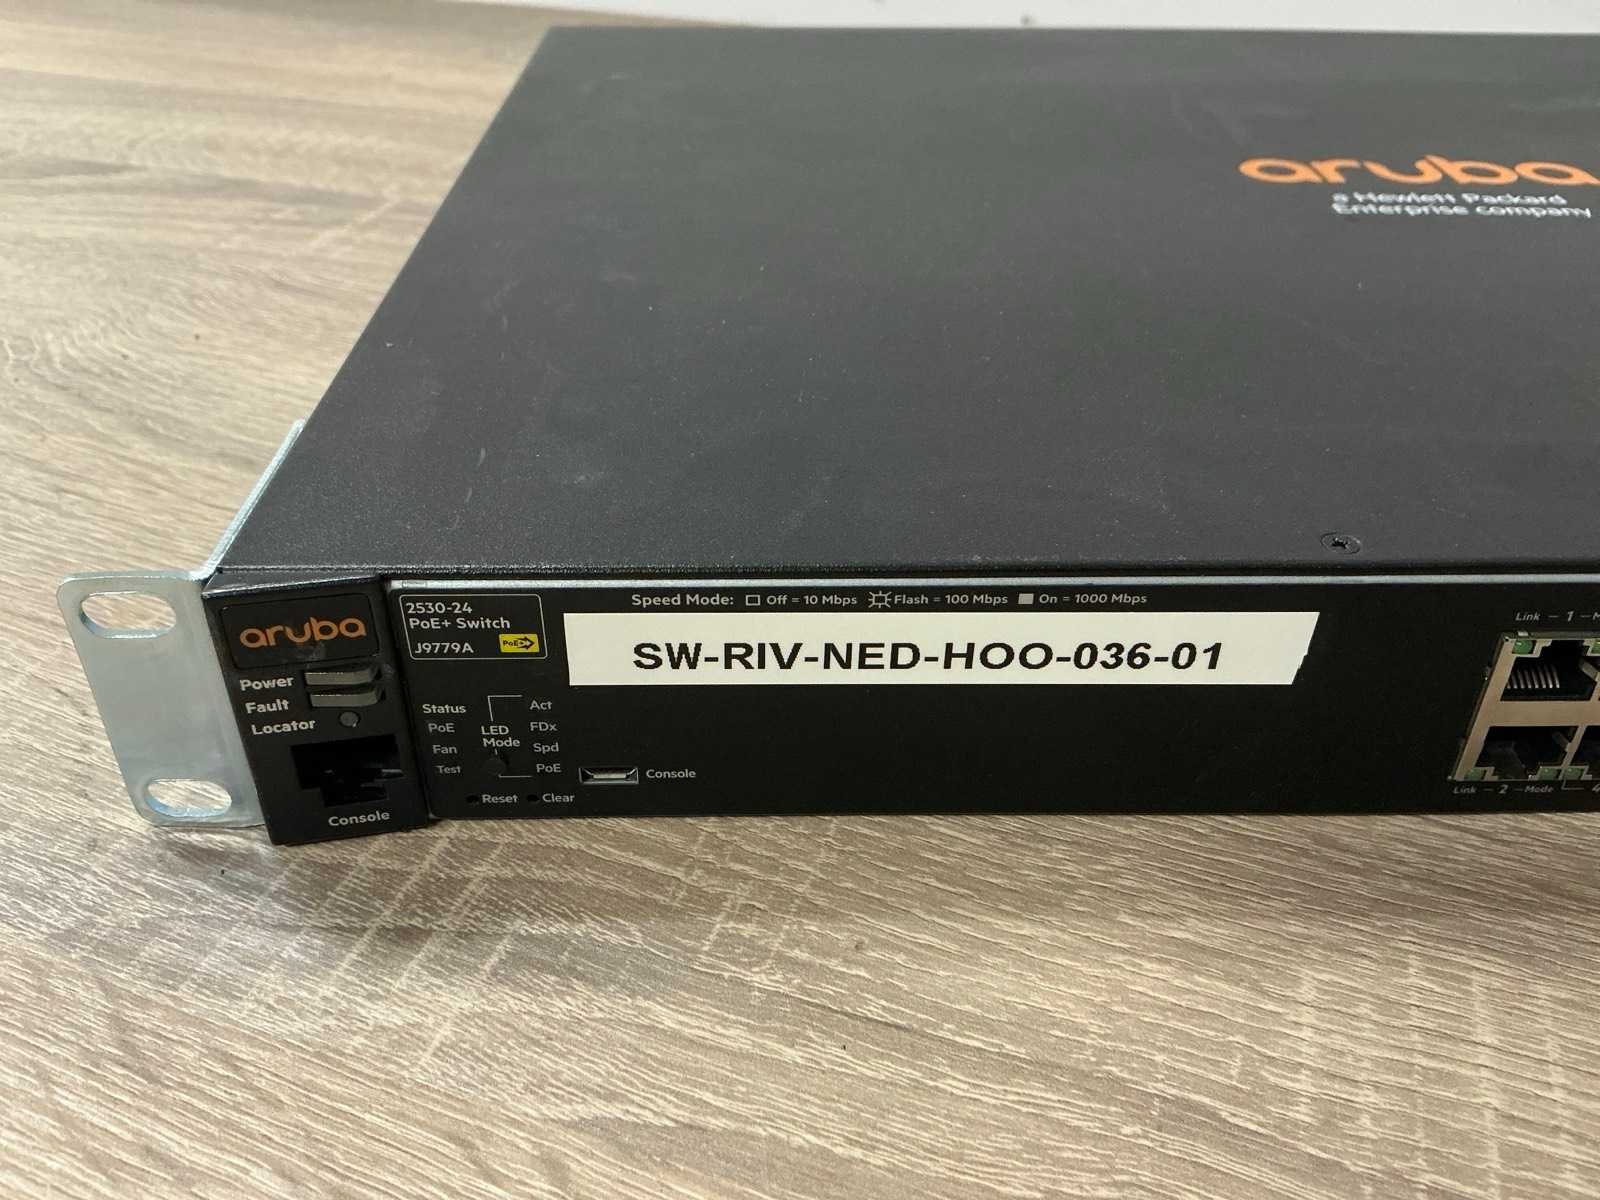 aruba
a Hewlett Packard
Enterprise company
aruba
Power
Fault
Locator
Console
2530-24
PoE+ Switch
J9779A
PoE+
Speed Mode: Off = 10 Mbps Flash = 100 Mbps On = 1000 Mbps
SW-RIV-NED-HOO-036-01
Status
PoE
Fan
Test
LED
Mode
Act
FDx
Spd
PoE
Reset
Clear
Console
Link - 1 - M
Link - 2 - Mode 4